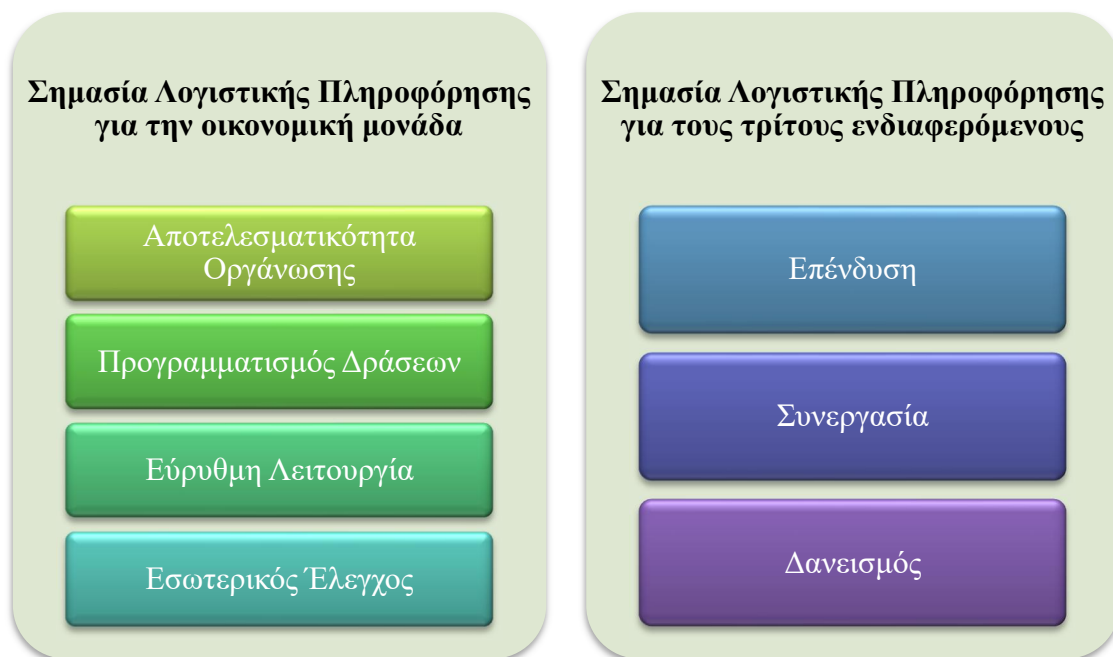 Σημασία Λογιστικής Πληροφόρησης
για την οικονομική μονάδα
Αποτελεσματικότητα
Οργάνωσης
Προγραμματισμός Δράσεων
Εύρυθμη Λειτουργία
Εσωτερικός Έλεγχος
Σημασία Λογιστικής Πληροφόρησης
για τους τρίτους ενδιαφερόμενους
Επένδυση
Συνεργασία
Δανεισμός